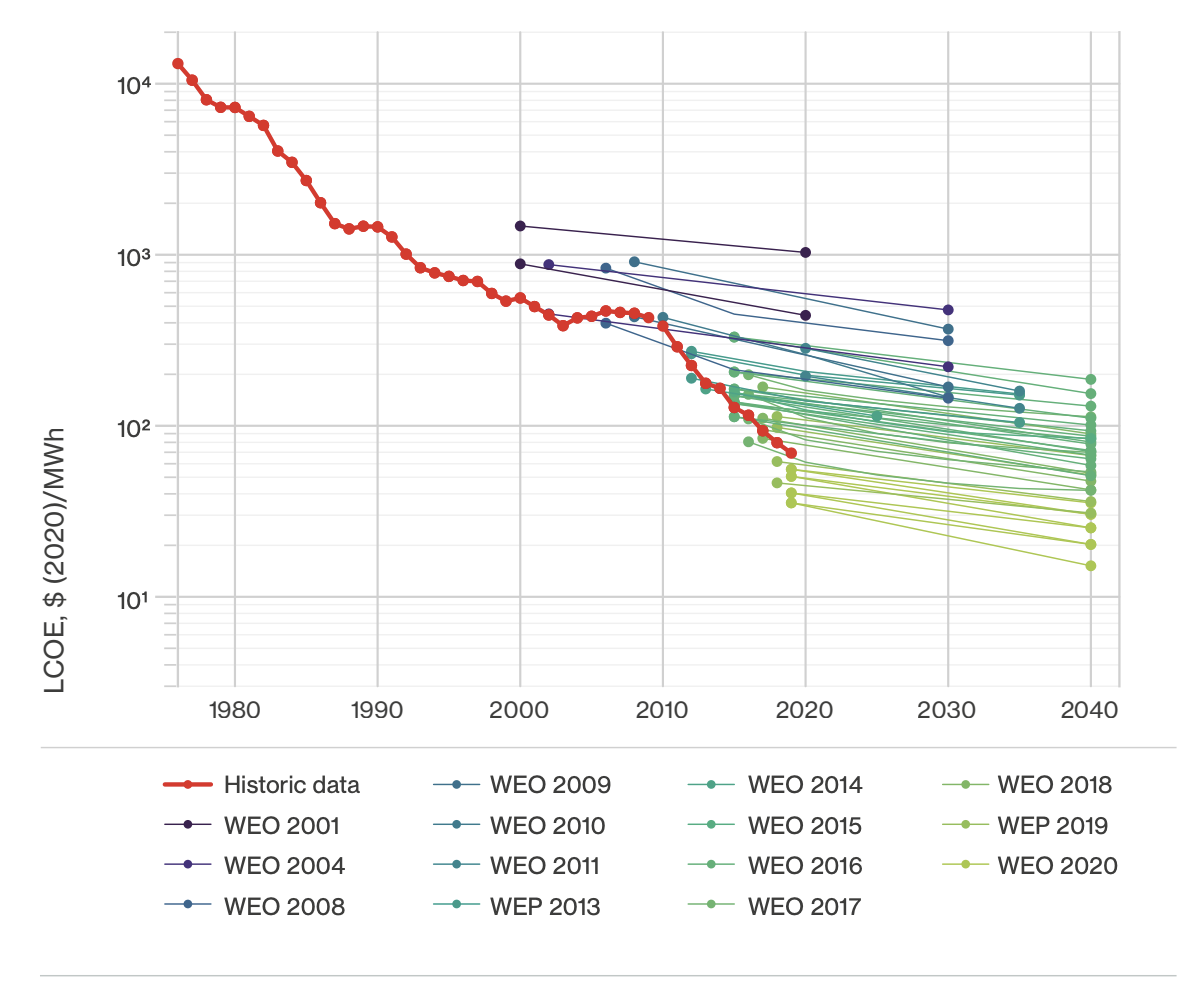 10⁴
10³
10²
10¹
LCOE, $ (2020)/MWh
1980 1990 2000 2010 2020 2030 2040
Historic data WEO 2009 WEO 2014 WEO 2018
WEO 2001 WEO 2010 WEO 2015 WEP 2019
WEO 2004 WEO 2011 WEO 2016 WEO 2020
WEO 2008 WEP 2013 WEO 2017